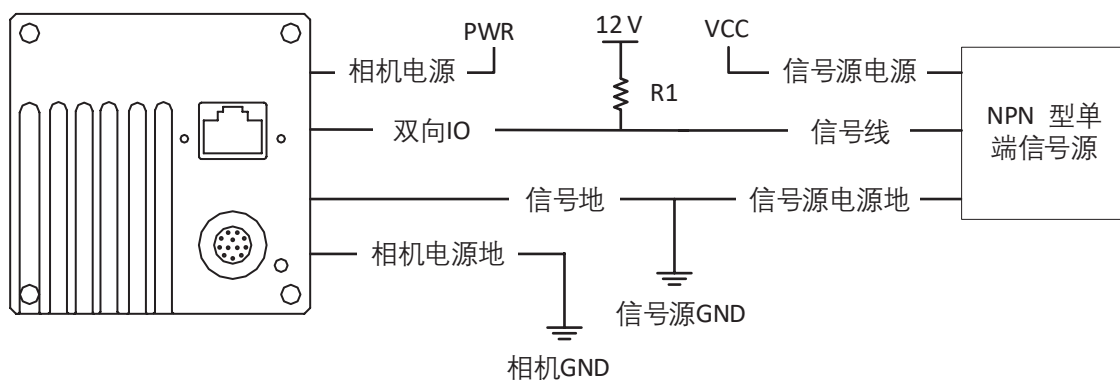 PWR
12 V
VCC
相机电源
信号源电源
R1
双向IO
信号线
NPN 型单
端信号源
信号地
信号源电源地
相机电源地
信号源GND
相机GND